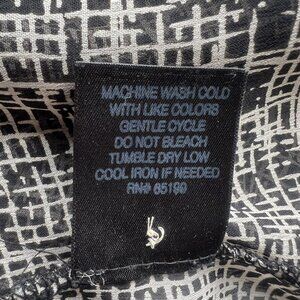 MACHINE WASH COLD
WITH LIKE COLORS
GENTLE CYCLE
DO NOT BLEACH
TUMBLE DRY LOW
COOL IRON IF NEEDED
RN# 65199